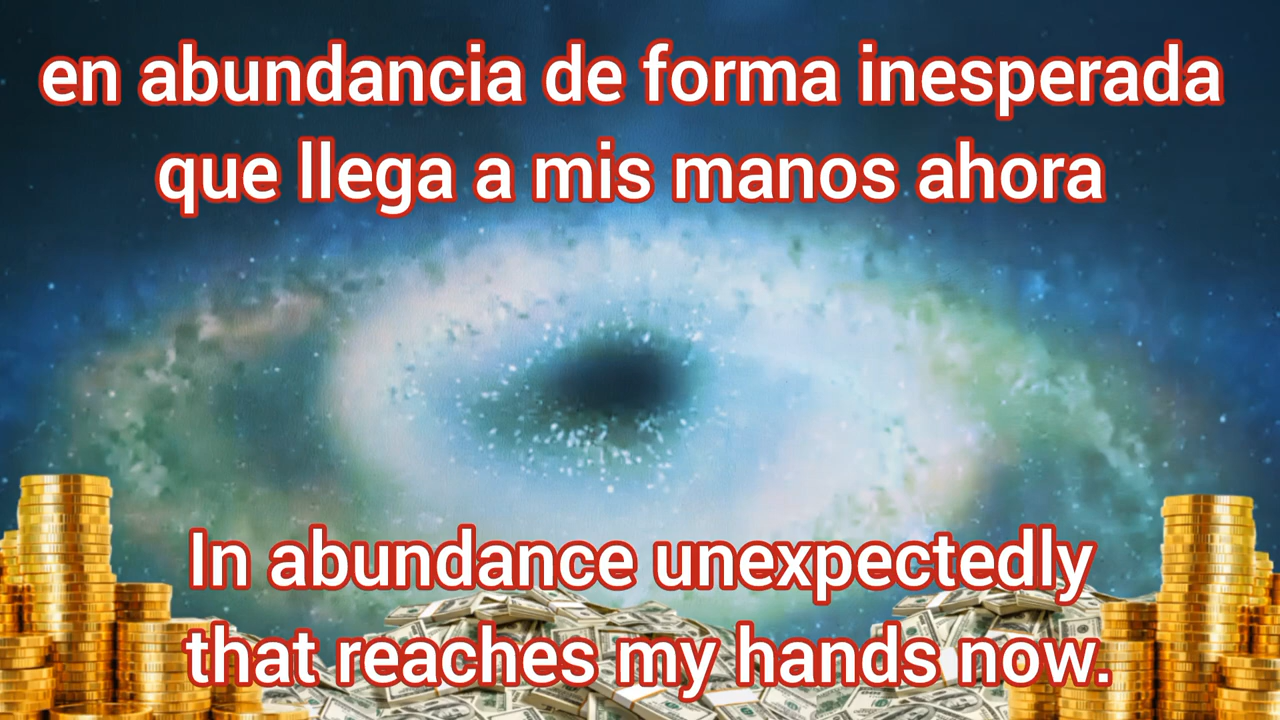 en abundancia de forma inesperada
que llega a mis manos ahora
In abundance unexpectedly
that reaches my hands now.